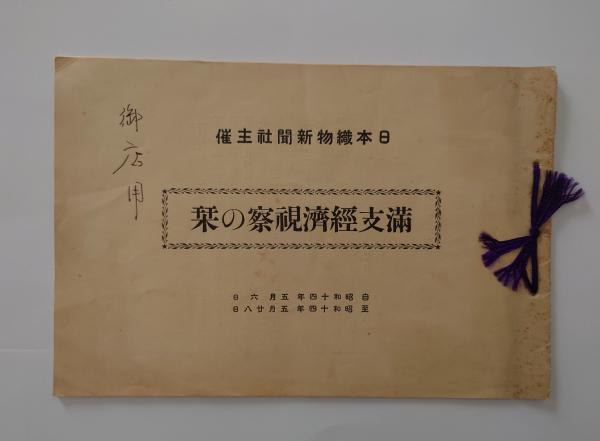 日本織物新聞社主催
滿支經濟視察の栞
自昭和十四年五月六日
至昭和十四年五月廿八日
御店用